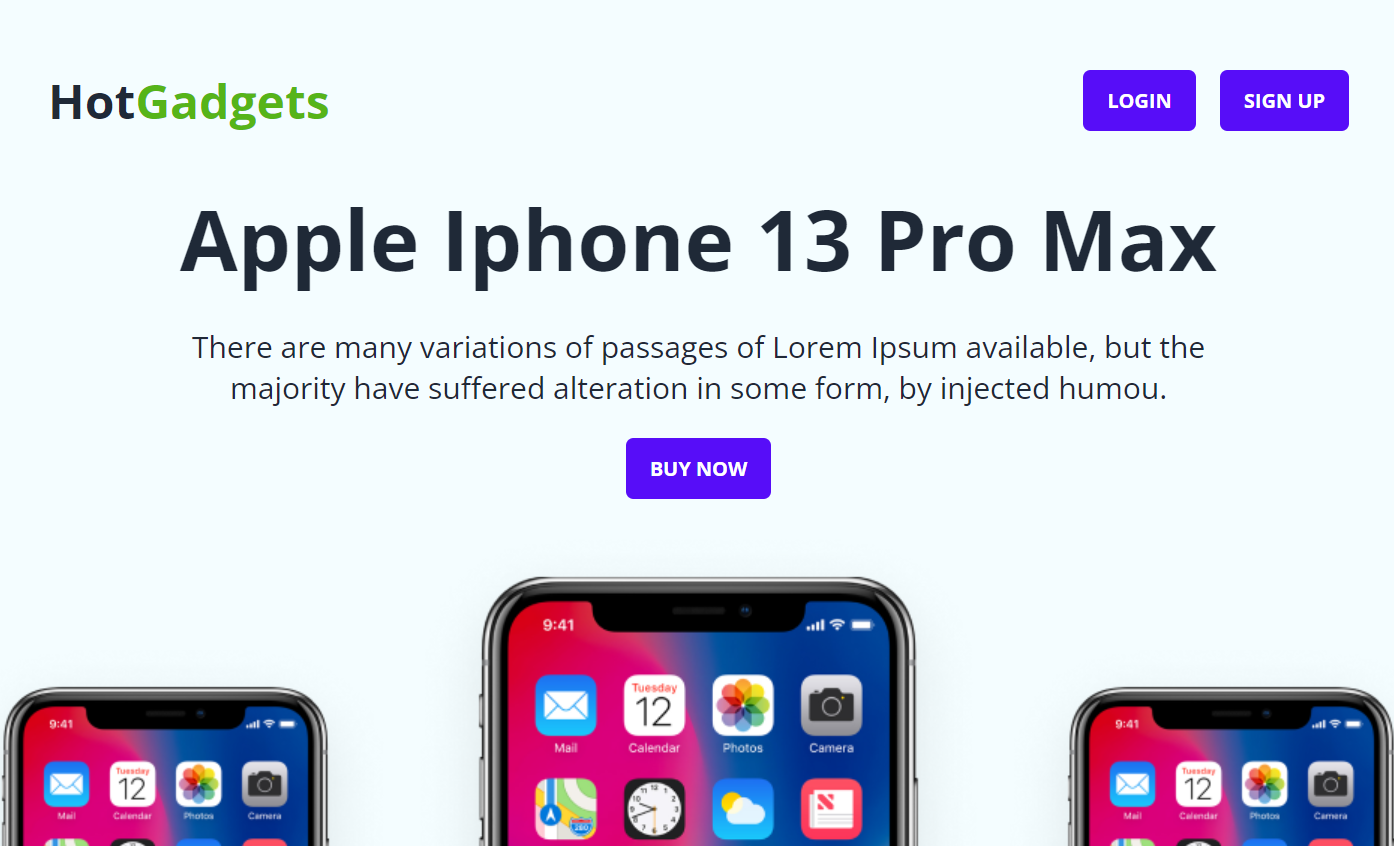 HotGadgets
LOGIN
SIGN UP
Apple Iphone 13 Pro Max
There are many variations of passages of Lorem Ipsum available, but the
majority have suffered alteration in some form, by injected humou.
BUY NOW
9:41
Tuesday
12
Mail Calendar Photos Camera
280
9:41
Tuesday
12
Mail Calendar Photos Camera
9:41
Tuesday
12
Mail Calendar Photos Camera